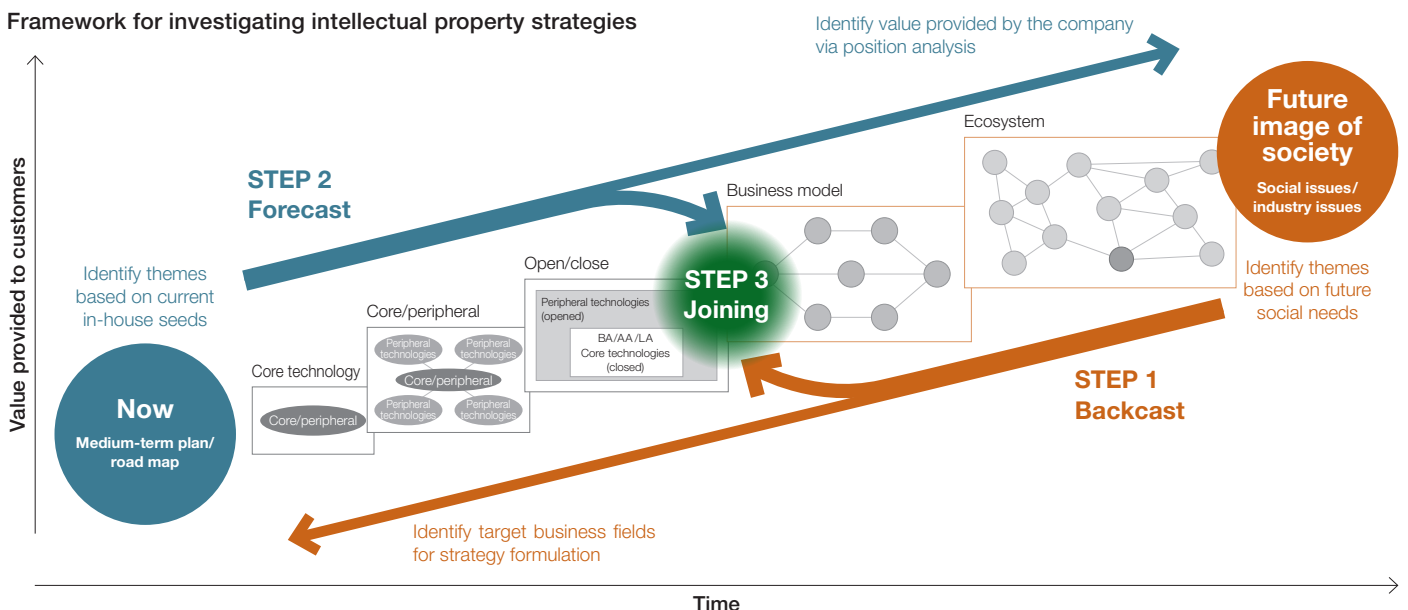 Framework for investigating intellectual property strategies
Identify value provided by the company
via position analysis
Value provided to customers
Future
image of
society
Social issues/
industry issues
Ecosystem
STEP 2
Forecast
Business model
Identify themes
based on current
in-house seeds
Open/close
STEP 3
Joining
Identify themes
based on future
social needs
Peripheral technologies
(opened)
BA/AA/LA
Core technologies
(closed)
Core/peripheral
Peripheral
technologies
Peripheral
technologies
Core/peripheral
Peripheral
technologies
Peripheral
technologies
Core technology
Core/peripheral
Now
Medium-term plan/
road map
STEP 1
Backcast
Identify target business fields
for strategy formulation
Time